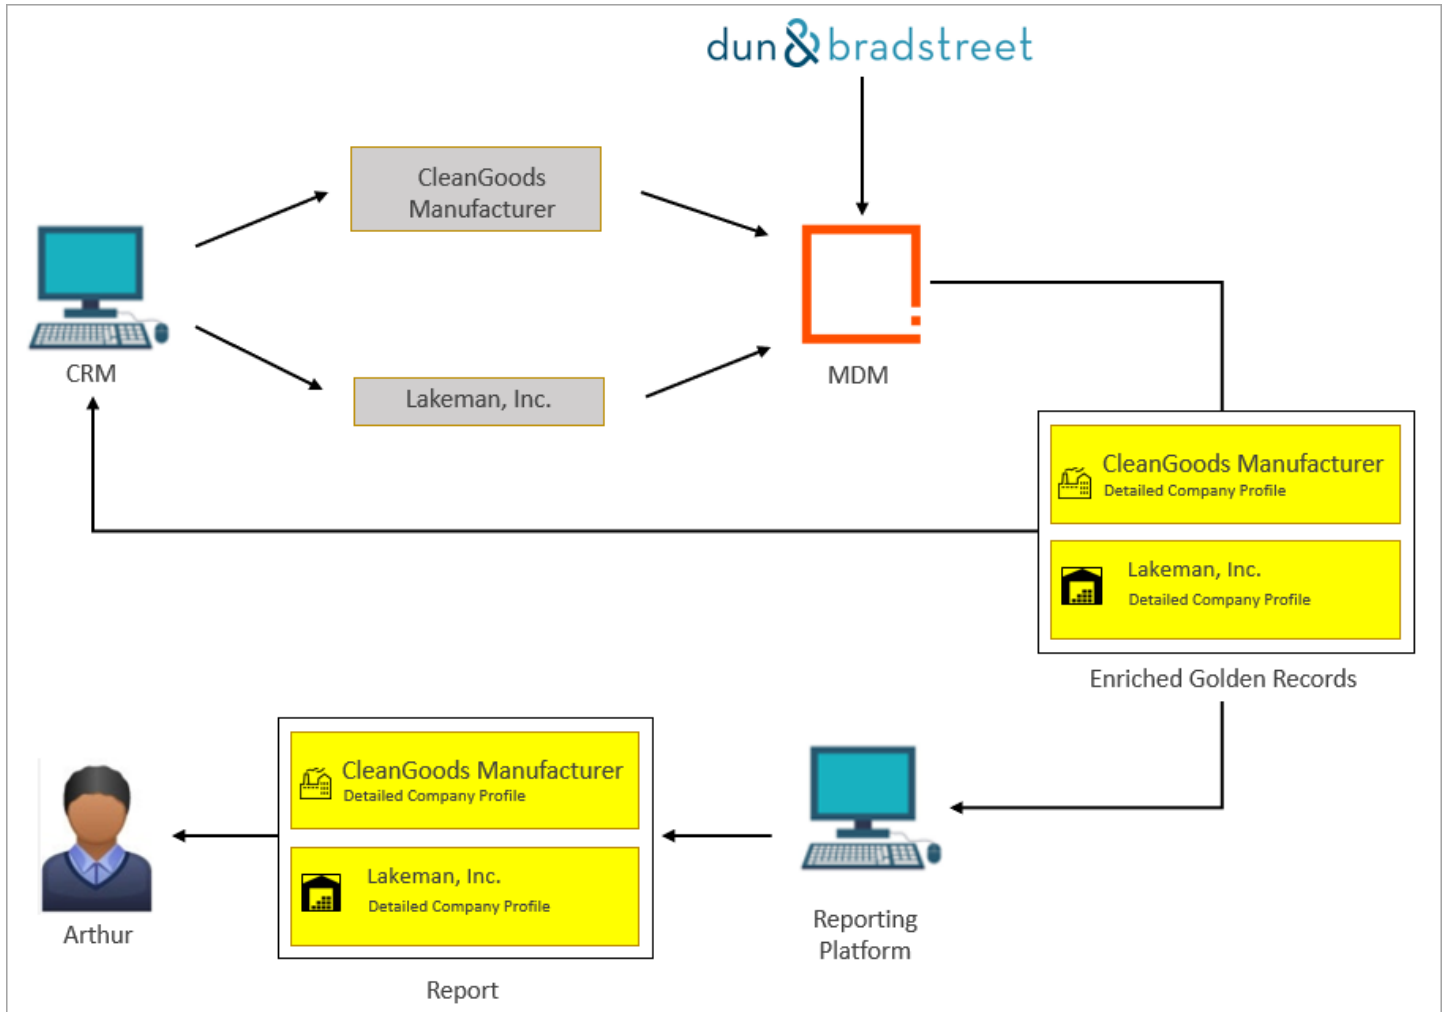 dun&bradstreet
CleanGoods
Manufacturer
CRM
Lakeman, Inc.
MDM
CleanGoods Manufacturer
Detailed Company Profile
Lakeman, Inc.
Detailed Company Profile
Enriched Golden Records
CleanGoods Manufacturer
Detailed Company Profile
Lakeman, Inc.
Detailed Company Profile
Arthur
Report
Reporting
Platform